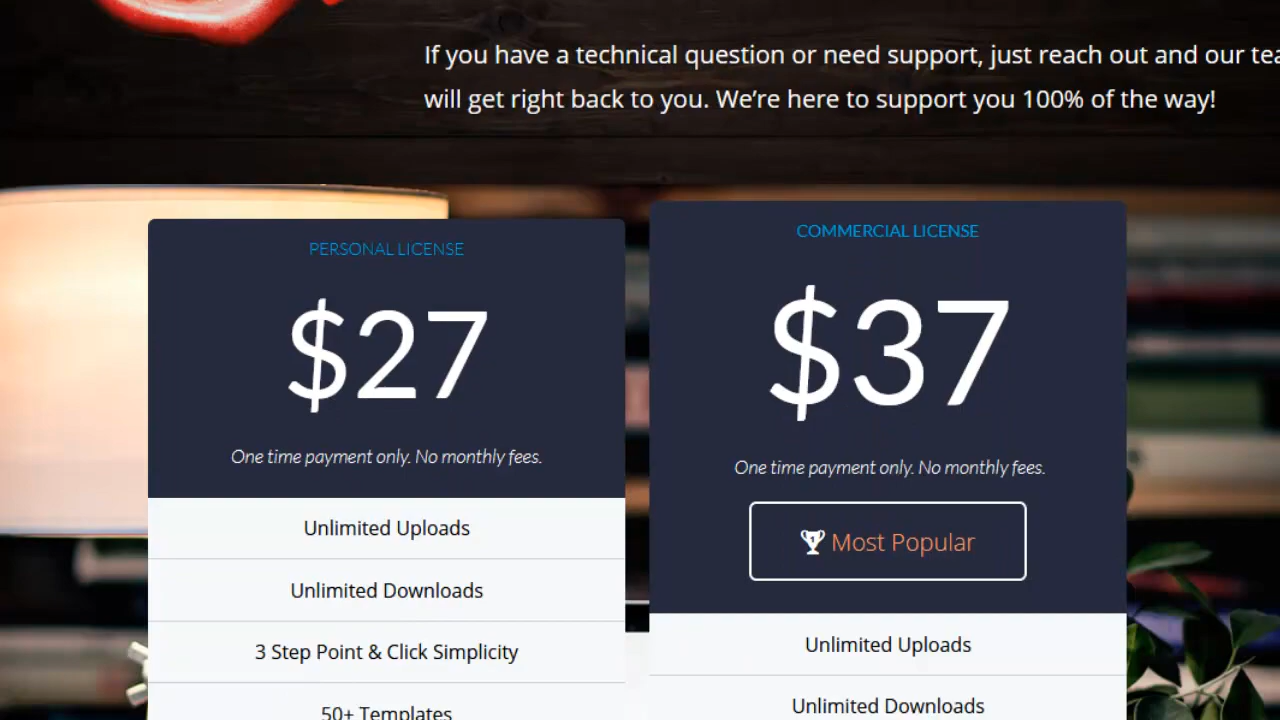 If you have a technical question or need support, just reach out and our
will get right back to you. We’re here to support you 100% of the way!
PERSONAL LICENSE
$27
One time payment only. No monthly fees.
Unlimited Uploads
Unlimited Downloads
3 Step Point & Click Simplicity
50+ Templates
COMMERCIAL LICENSE
$37
One time payment only. No monthly fees.
Most Popular
Unlimited Uploads
Unlimited Downloads